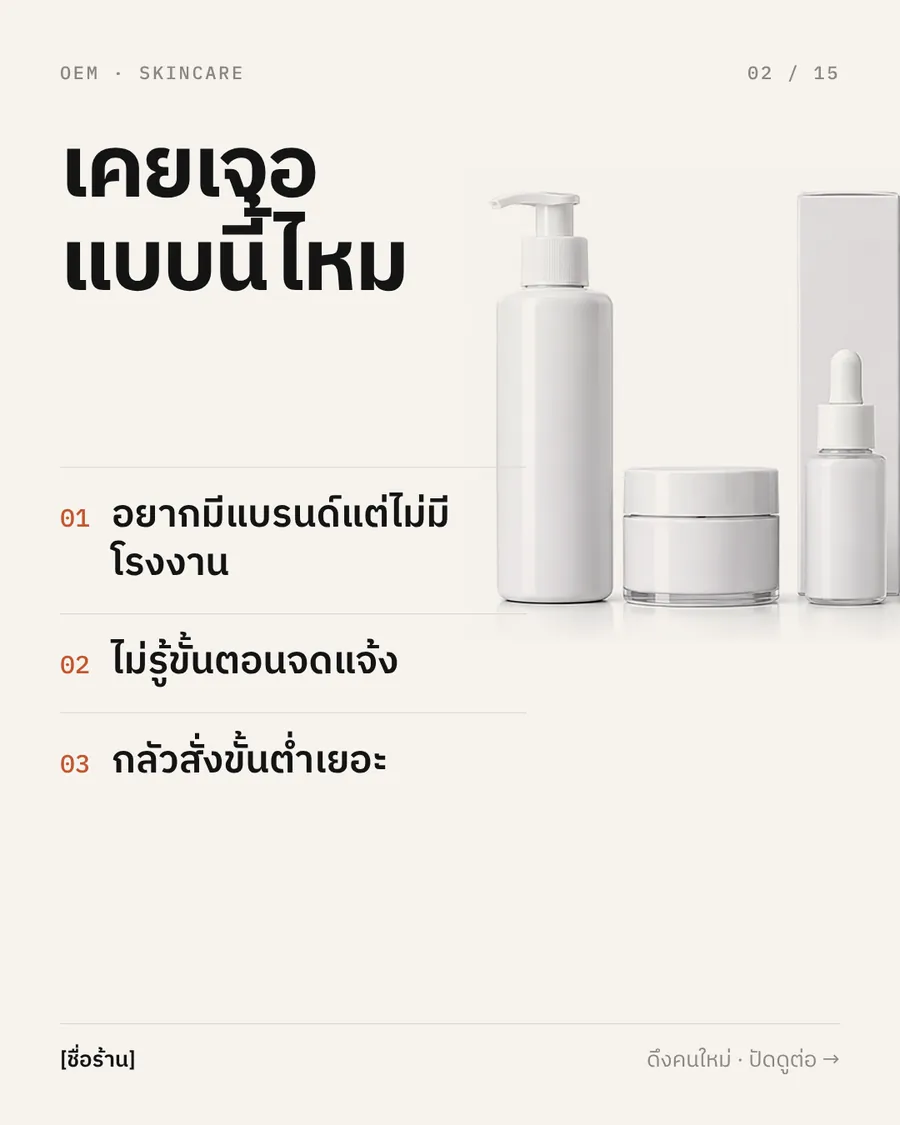 OEM · SKINCARE
02 / 15
เคยเจอ
แบบนี้ไหม
01 อยากมีแบรนด์แต่ไม่มี
โรงงาน
02 ไม่รู้ขั้นตอนจดแจ้ง
03 กลัวสั่งขั้นต่ำเยอะ
[ชื่อร้าน]
ดึงคนใหม่ · ปัดดูต่อ →